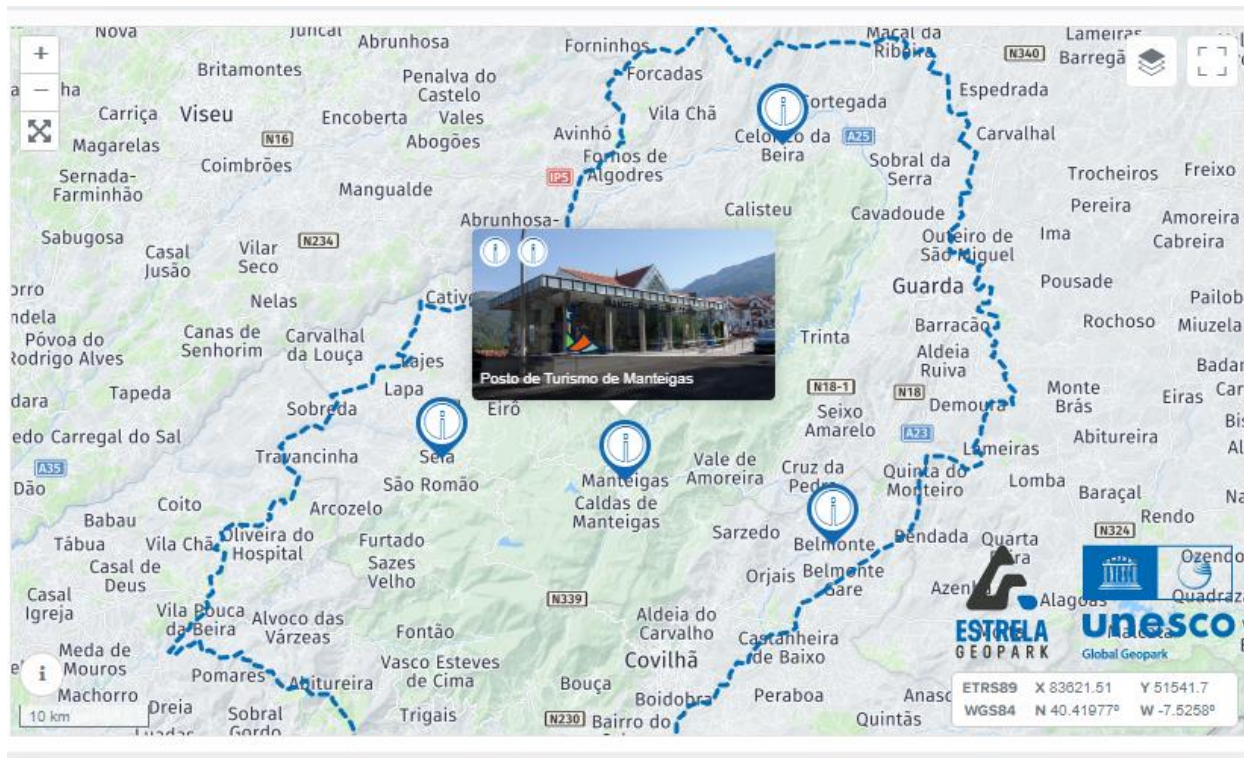 Nova
Juncal
Abrunhosa
Forninhos
Maçal da
Ribeira
N340
Lameiras
Barregã
+
−
Britamontes
Penalva do
Castelo
Forcadas
Espedrada
ha
Carriça
Viseu
Encoberta
Vales
Vila Chã
Cortegada
N16
Magarelas
Abogões
Avinhó
Celorico da
Beira
A25
Carvalhal
Coimbrões
Fornos de
Algodres
IP5
Sobral da
Serra
Trocheiros
Freixo
Sernada-
Farminhão
Mangualde
Pereira
Abrunhosa-
Calisteu
Cavadoude
Amoreira
Cabreira
Sabugosa
Casal
Jusão
Vilar
Seco
N234
Outeiro de
São Miguel
Ima
Nelas
Guarda
Pousade
Pailob
Póvoa do
Rodrigo Alves
Canas de
Senhorim
Carvalhal
da Louça
Trinta
Barracão
Rochoso
Miuzela
Posto de Turismo de Manteigas
Aldeia
Ruiva
Lajes
Lapa
Eirô
N18-1
N18
Tapeda
Sobreda
Seixo
Amarelo
Demoura
Monte
Brás
Eiras
edo Carregal do Sal
A23
Abitureira
A35
Travancinha
Seia
Lameiras
Dão
São Romão
Manteigas
Vale de
Amoreira
Cruz da
Pedra
Quinta do
Monteiro
Lomba
Baraçal
Coito
Arcozelo
Caldas de
Manteigas
Babau
Rendo
N324
Tábua
Vila Chã
Oliveira do
Hospital
Furtado
Sarzedo
Belmonte
Bendada
Quarta
Feira
Casal de
Deus
Sazes
Velho
Orjais
Belmonte
Gare
Casal
Igreja
N339
Vila Pouca
da Beira
Alvoco das
Várzeas
Aldeia do
Carvalho
Alagoas
Quadraz
Fontão
Castanheira
de Baixo
ESTRELA
GEOPARK
unesco
Global Geopark
Meda de
Mouros
Covilhã
i
Pomares
Abitureira
Vasco Esteves
de Cima
Bouça
Machorro
Boidobra
Peraboa
10 km
Sobral
Gordo
Trigais
N230
Bairro do
Quintãs
ETRS89 X 83621.51 Y 51541.7
WGS84 N 40.41977º W -7.5258º